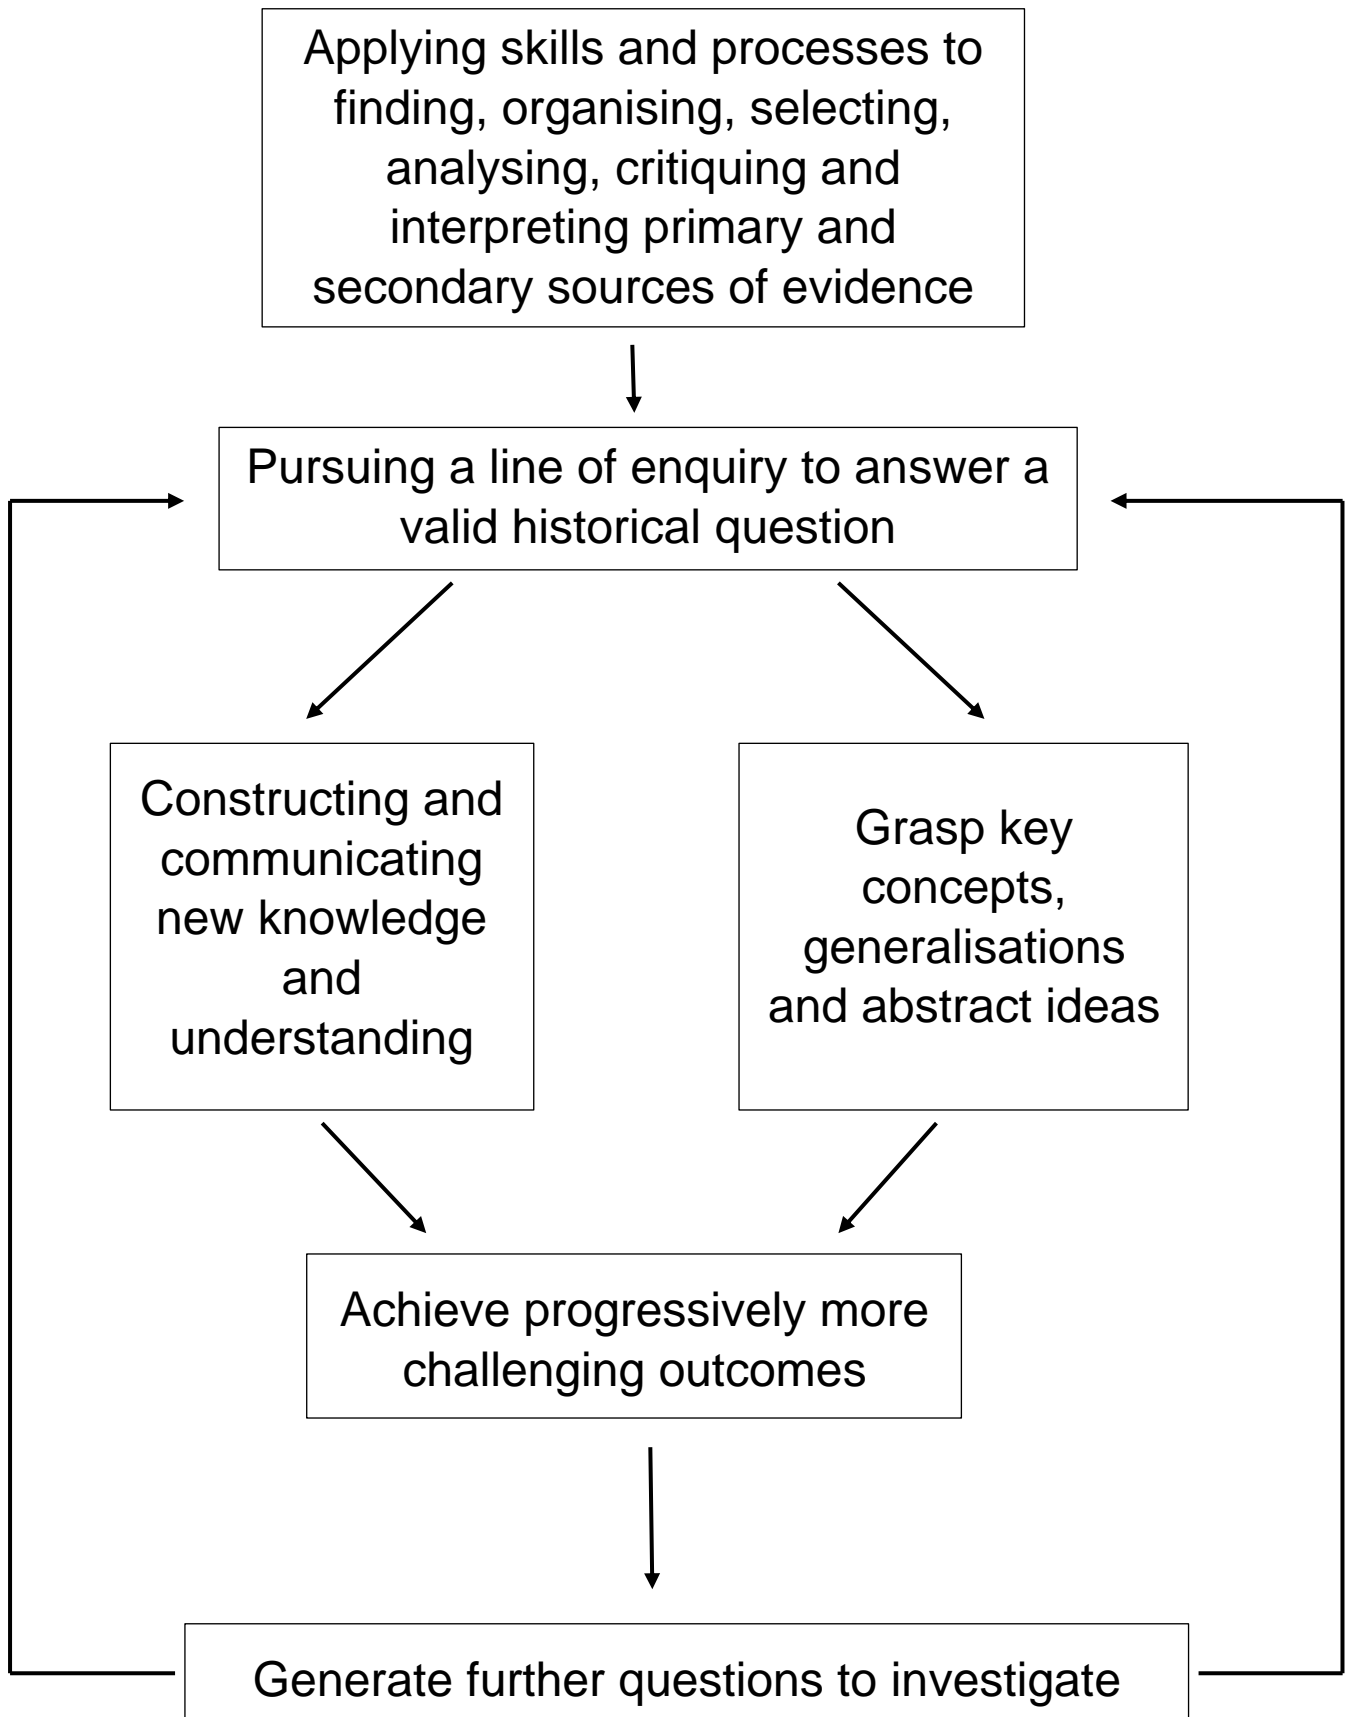 Applying skills and processes to
finding, organising, selecting,
analysing, critiquing and
interpreting primary and
secondary sources of evidence
Pursuing a line of enquiry to answer a
valid historical question
Constructing and
communicating
new knowledge
and
understanding
Grasp key
concepts,
generalisations
and abstract ideas
Achieve progressively more
challenging outcomes
Generate further questions to investigate